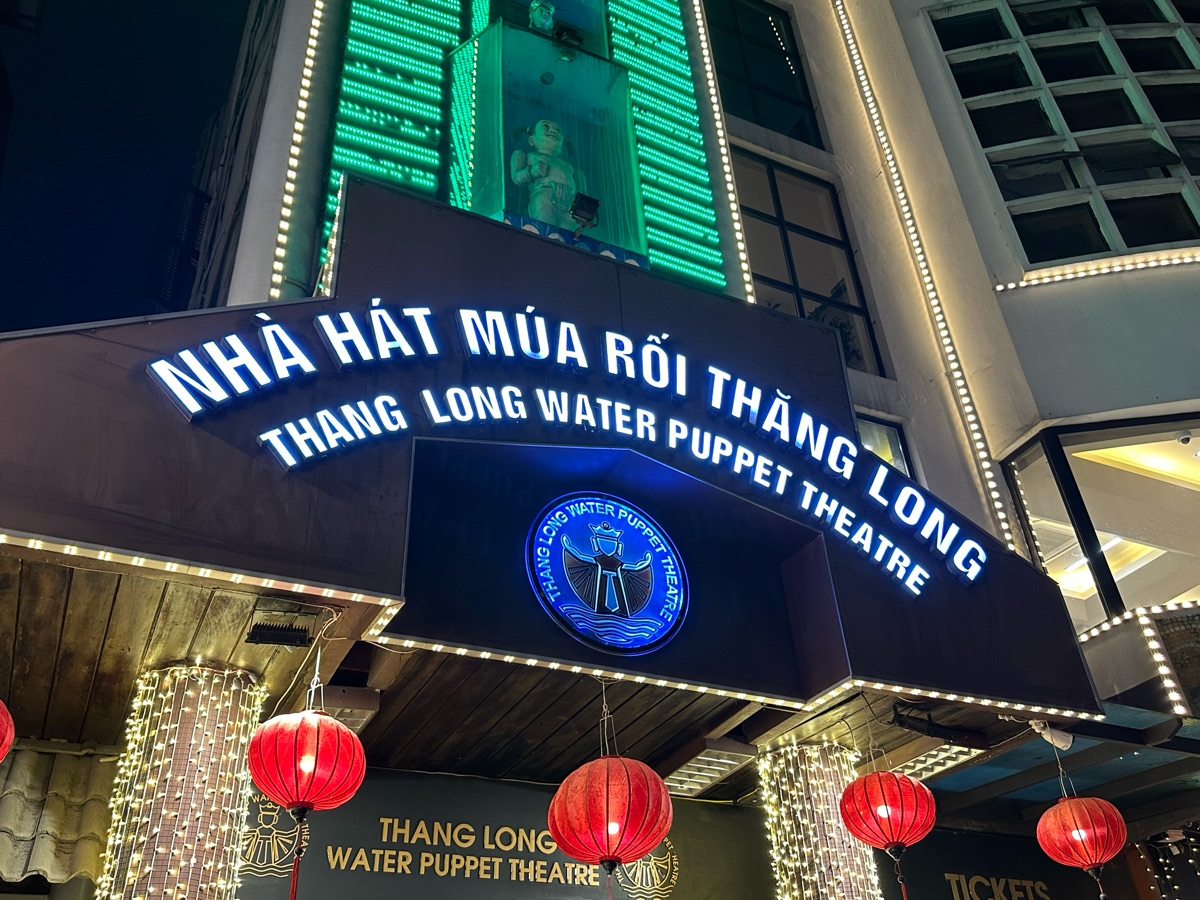 NHÀ HÁT MÚA RỐI THĂNG LONG
THANG LONG WATER PUPPET THEATRE
THANG LONG WATER PUPPET THEATRE
THANG LONG
WATER PUPPET THEATRE
TICKETS